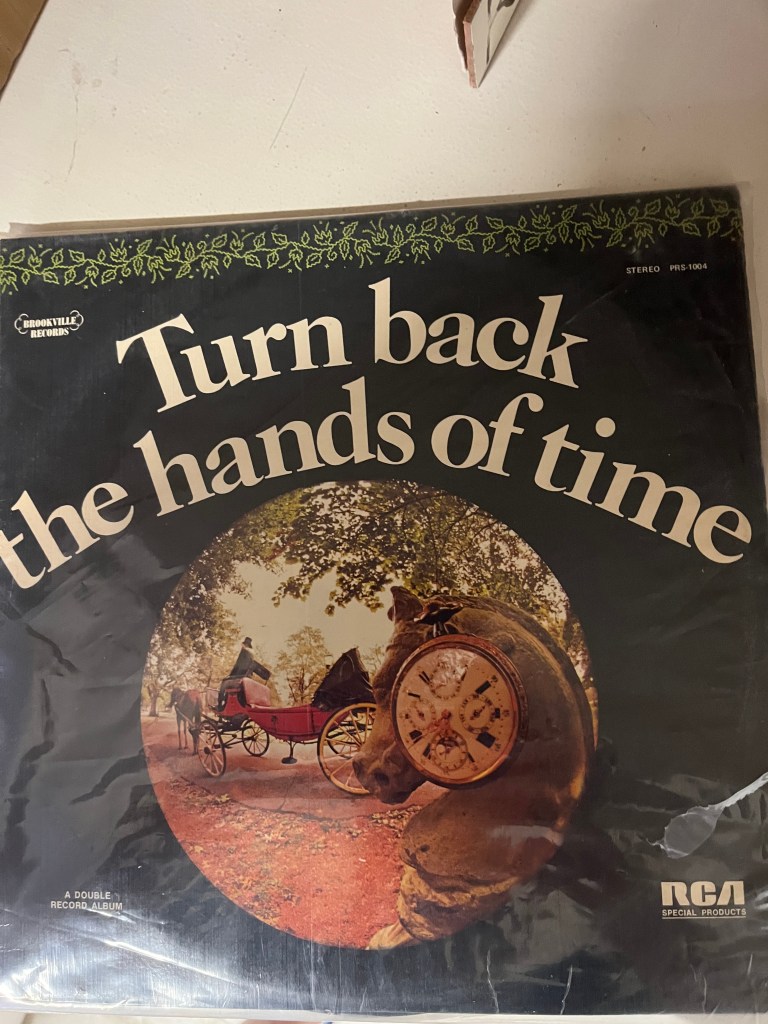 STEREO PRS-1004
BROOKVILLE
RECORDS
Turn back
the hands of time
A DOUBLE
RECORD ALBUM
RCA
SPECIAL PRODUCTS